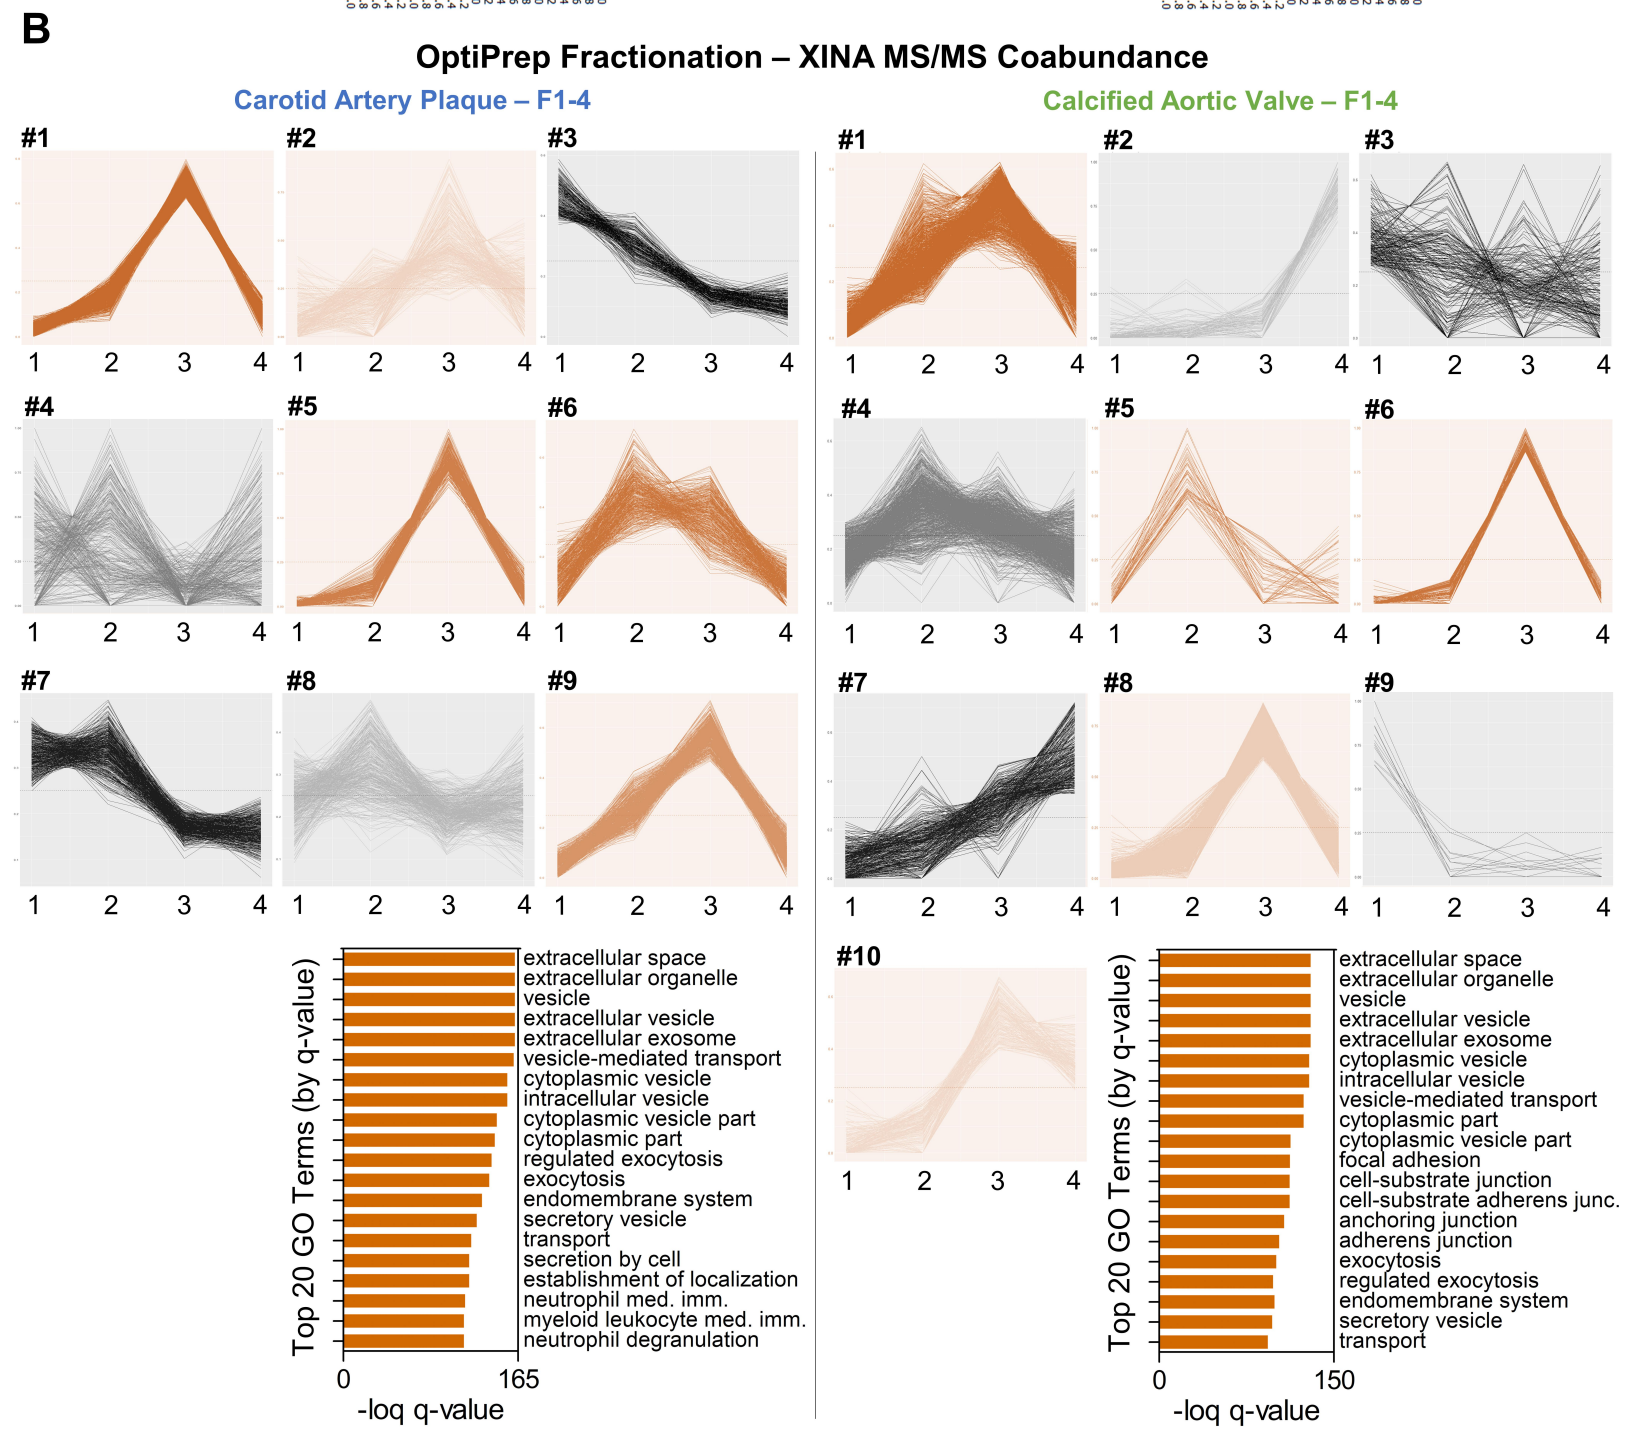 B
OptiPrep Fractionation – XINA MS/MS Coabundance
Carotid Artery Plaque – F1-4
#1
#2
#3
1 2 3 4
1 2 3 4
1 2 3 4
#4
#5
#6
1 2 3 4
1 2 3 4
1 2 3 4
#7
#8
#9
1 2 3 4
1 2 3 4
1 2 3 4
Top 20 GO Terms (by q-value)
extracellular space
extracellular organelle
vesicle
extracellular vesicle
extracellular exosome
vesicle-mediated transport
cytoplasmic vesicle
intracellular vesicle
cytoplasmic vesicle part
cytoplasmic part
regulated exocytosis
exocytosis
endomembrane system
secretory vesicle
transport
secretion by cell
establishment of localization
neutrophil med. imm.
myeloid leukocyte med. imm.
neutrophil degranulation
0 165
-loq q-value
Calcified Aortic Valve – F1-4
#1
#2
#3
1 2 3 4
1 2 3 4
1 2 3 4
#4
#5
#6
1 2 3 4
1 2 3 4
1 2 3 4
#7
#8
#9
1 2 3 4
1 2 3 4
1 2 3 4
#10
1 2 3 4
Top 20 GO Terms (by q-value)
extracellular space
extracellular organelle
vesicle
extracellular vesicle
extracellular exosome
cytoplasmic vesicle
intracellular vesicle
vesicle-mediated transport
cytoplasmic part
cytoplasmic vesicle part
focal adhesion
cell-substrate junction
cell-substrate adherens junc.
anchoring junction
adherens junction
exocytosis
regulated exocytosis
endomembrane system
secretory vesicle
transport
0 150
-loq q-value